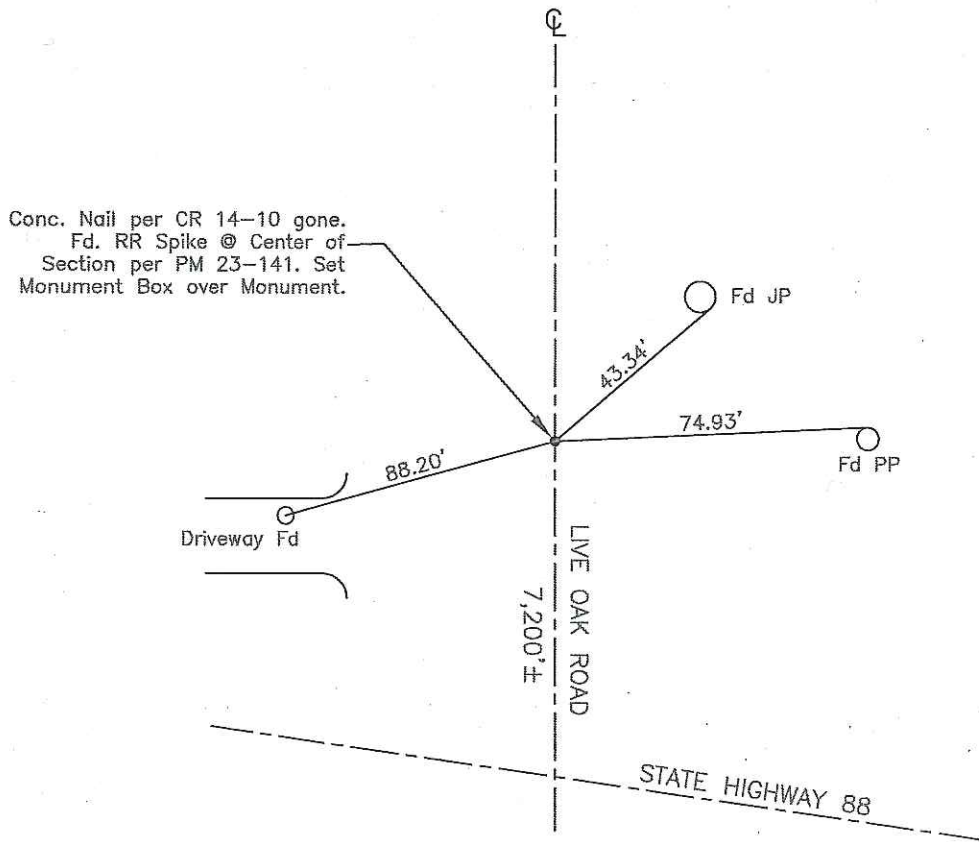 ℄
Conc. Nail per CR 14–10 gone.
Fd. RR Spike @ Center of
Section per PM 23–141. Set
Monument Box over Monument.
Fd JP
43.34'
74.93'
Fd PP
88.20'
Driveway Fd
LIVE OAK ROAD
7,200'±
STATE HIGHWAY 88